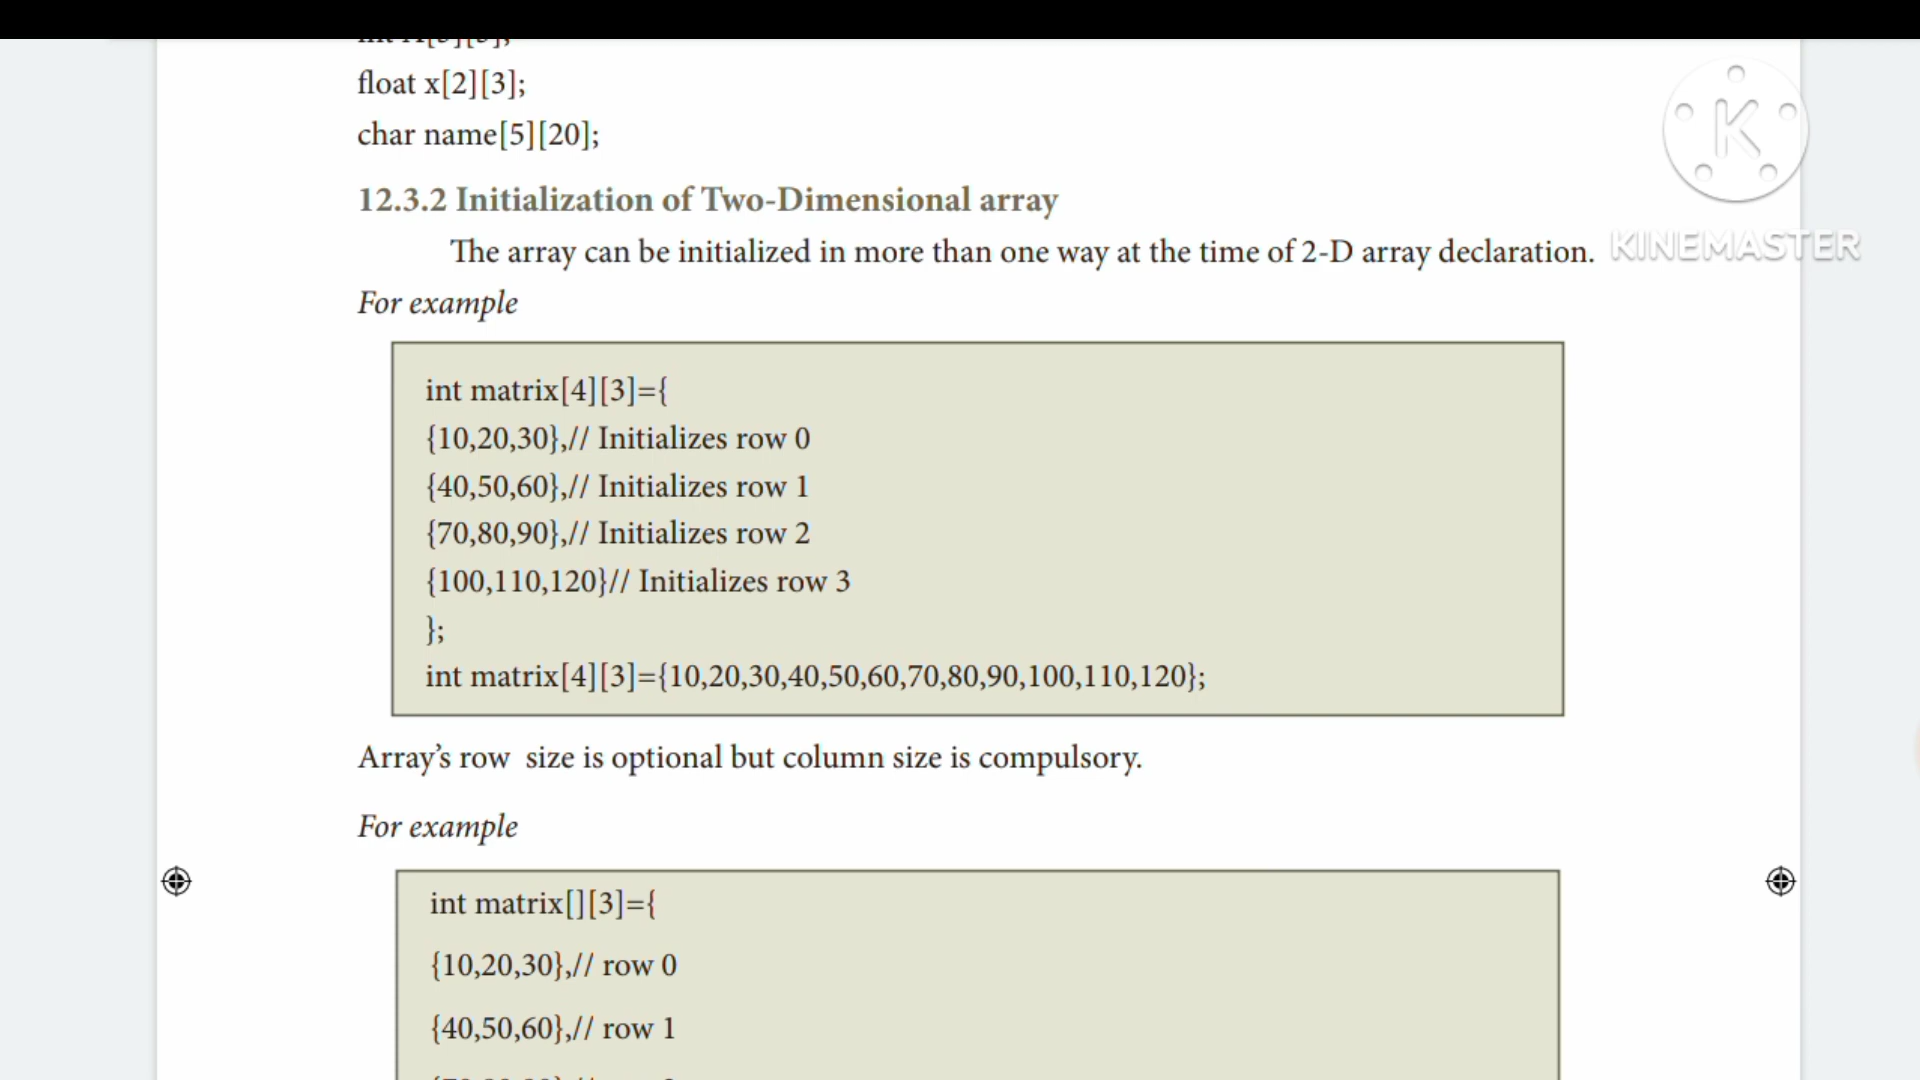 float x[2][3];
char name[5][20];
12.3.2 Initialization of Two-Dimensional array
The array can be initialized in more than one way at the time of 2-D array declaration.
For example
int matrix[4][3]={
{10,20,30},// Initializes row 0
{40,50,60},// Initializes row 1
{70,80,90},// Initializes row 2
{100,110,120}// Initializes row 3
};
int matrix[4][3]={10,20,30,40,50,60,70,80,90,100,110,120};
Array’s row  size is optional but column size is compulsory.
For example
int matrix[][3]={
{10,20,30},// row 0
{40,50,60},// row 1
K
KINEMASTER